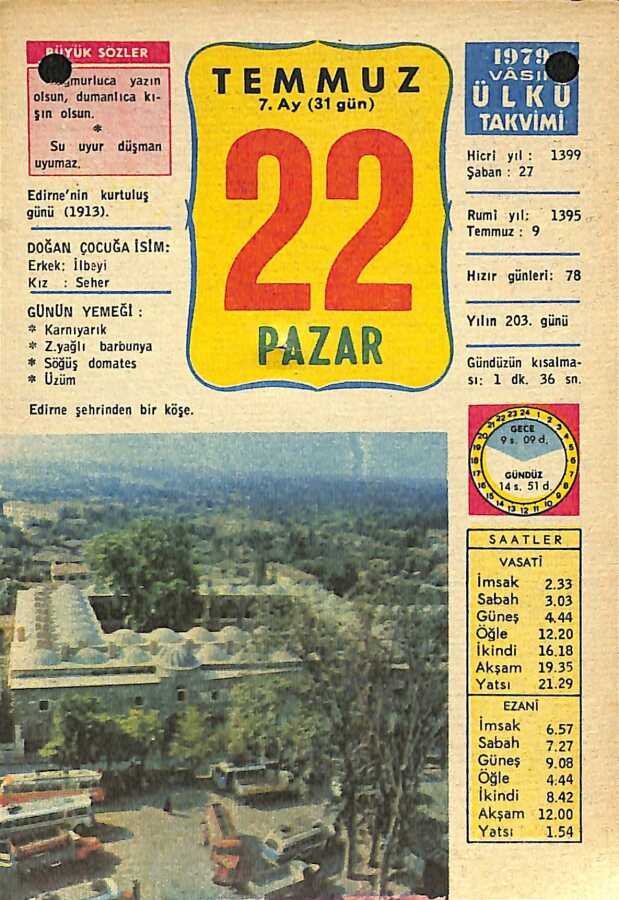 BÜYÜK SÖZLER
yazın
olsun, dumanlıca kı-
şın olsun.
*
Su uyur düşman
uyumaz.
Edirne'nin kurtuluş
günü (1913).
DOĞAN ÇOCUĞA İSİM:
Erkek: İlbeyi
Kız : Seher
GÜNÜN YEMEĞİ :
* Karnıyarık
* Z.yağlı barbunya
* Söğüş domates
* Üzüm
Edirne şehrinden bir köşe.
TEMMUZ
7. Ay (31 gün)
22
PAZAR
1979
VÂSIL
ÜLKÜ
TAKVİMİ
Hicri yıl : 1399
Şaban : 27
Rumi yıl: 1395
Temmuz : 9
Hızır günleri: 78
Yılın 203. günü
Gündüzün kısalma-
sı: 1 dk. 36 sn.
GECE
9 s. 09 d.
GÜNDÜZ
14 s. 51 d.
SAATLER
VASATİ
İmsak 2.33
Sabah 3.03
Güneş 4.44
Öğle 12.20
İkindi 16.18
Akşam 19.35
Yatsı 21.29
EZANİ
İmsak 6.57
Sabah 7.27
Güneş 9.08
Öğle 4.44
İkindi 8.42
Akşam 12.00
Yatsı 1.54